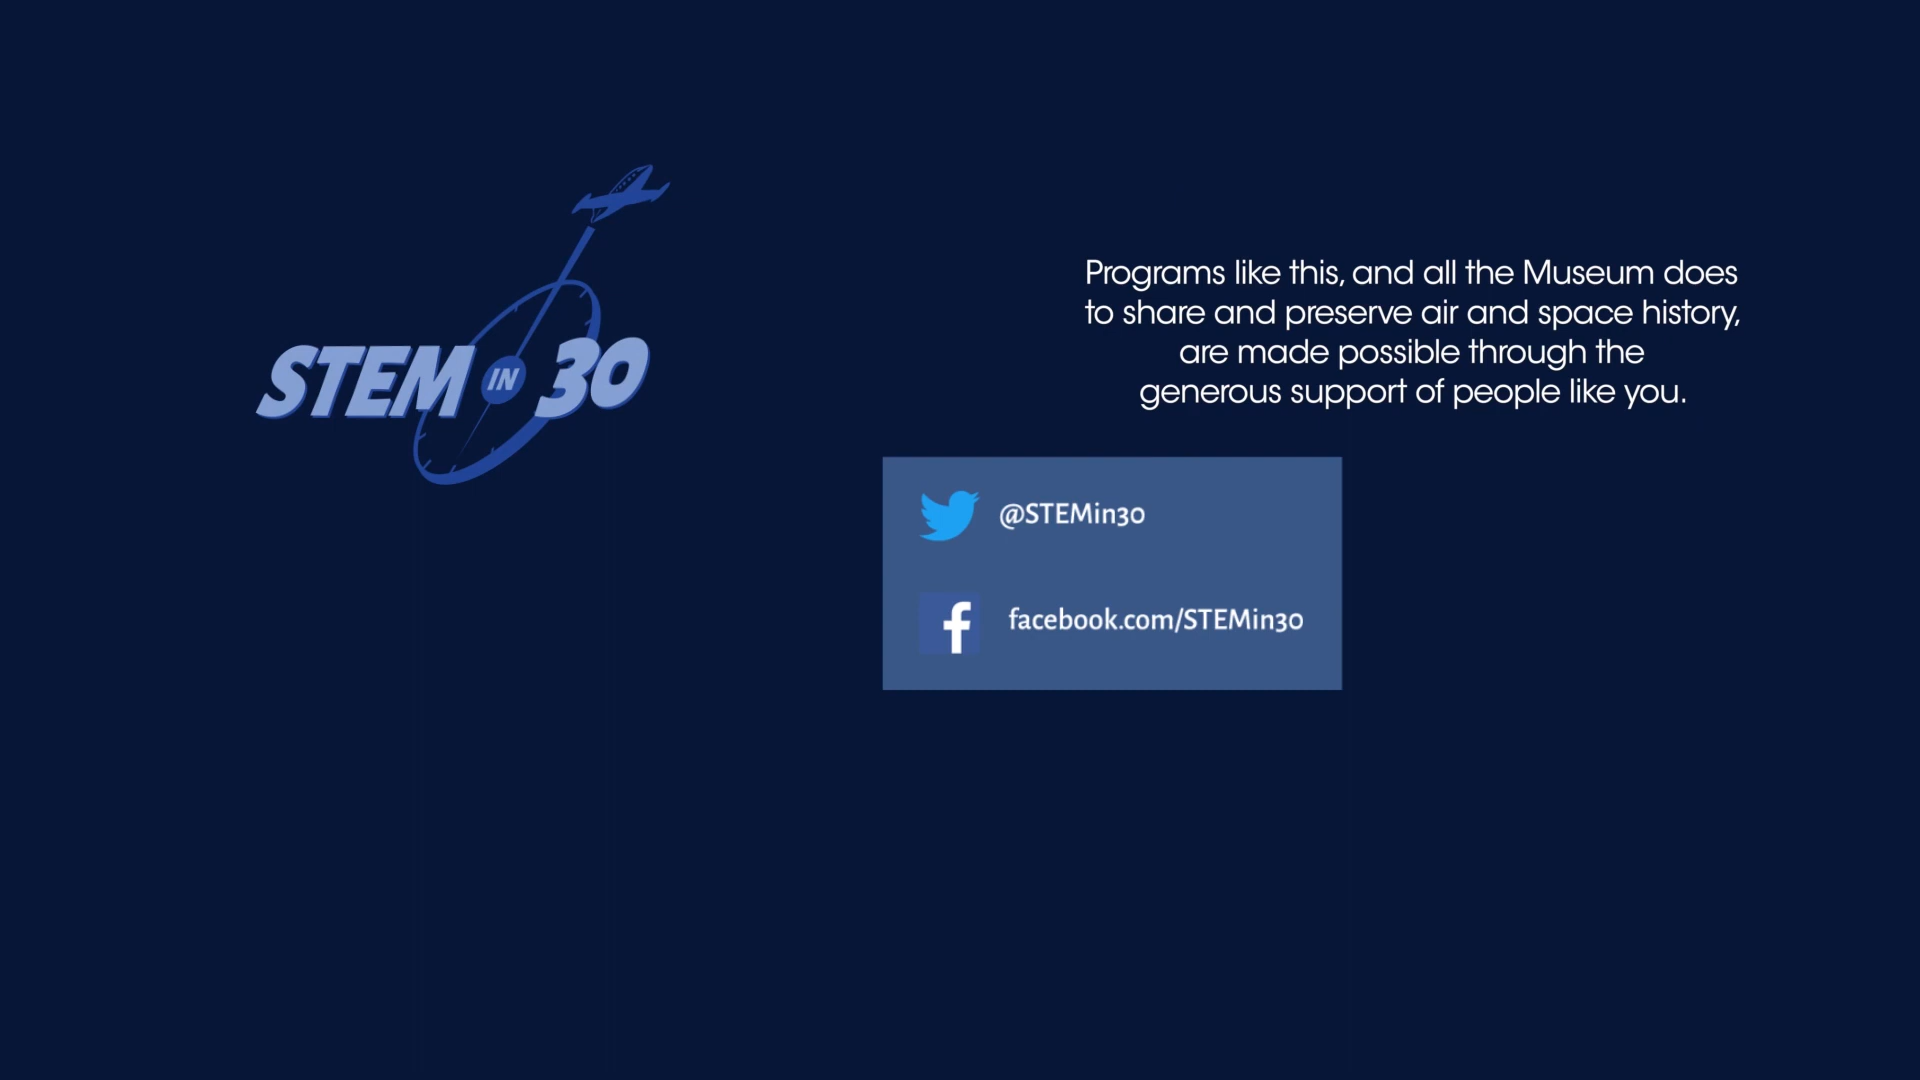 STEM IN 30
Programs like this, and all the Museum does
to share and preserve air and space history,
are made possible through the
generous support of people like you.
@STEMin30
facebook.com/STEMin30